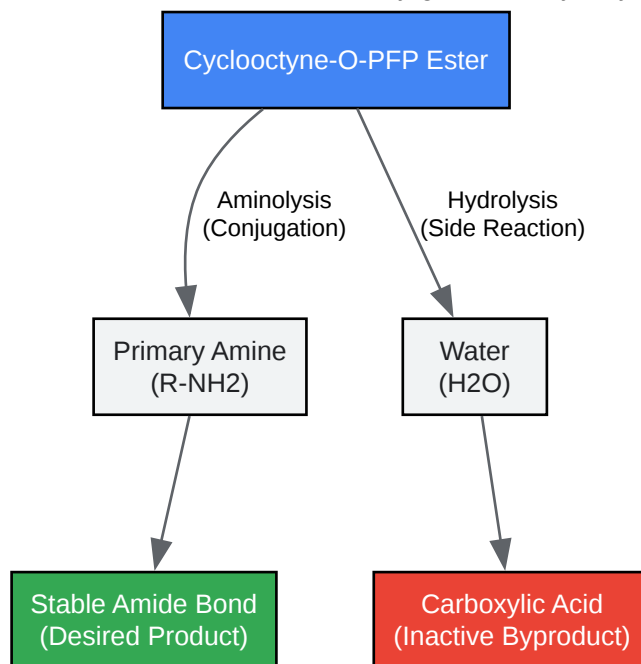 Cyclooctyne-O-PFP Ester
Aminolysis
(Conjugation)
Hydrolysis
(Side Reaction)
Primary Amine
(R-NH2)
Water
(H2O)
Stable Amide Bond
(Desired Product)
Carboxylic Acid
(Inactive Byproduct)